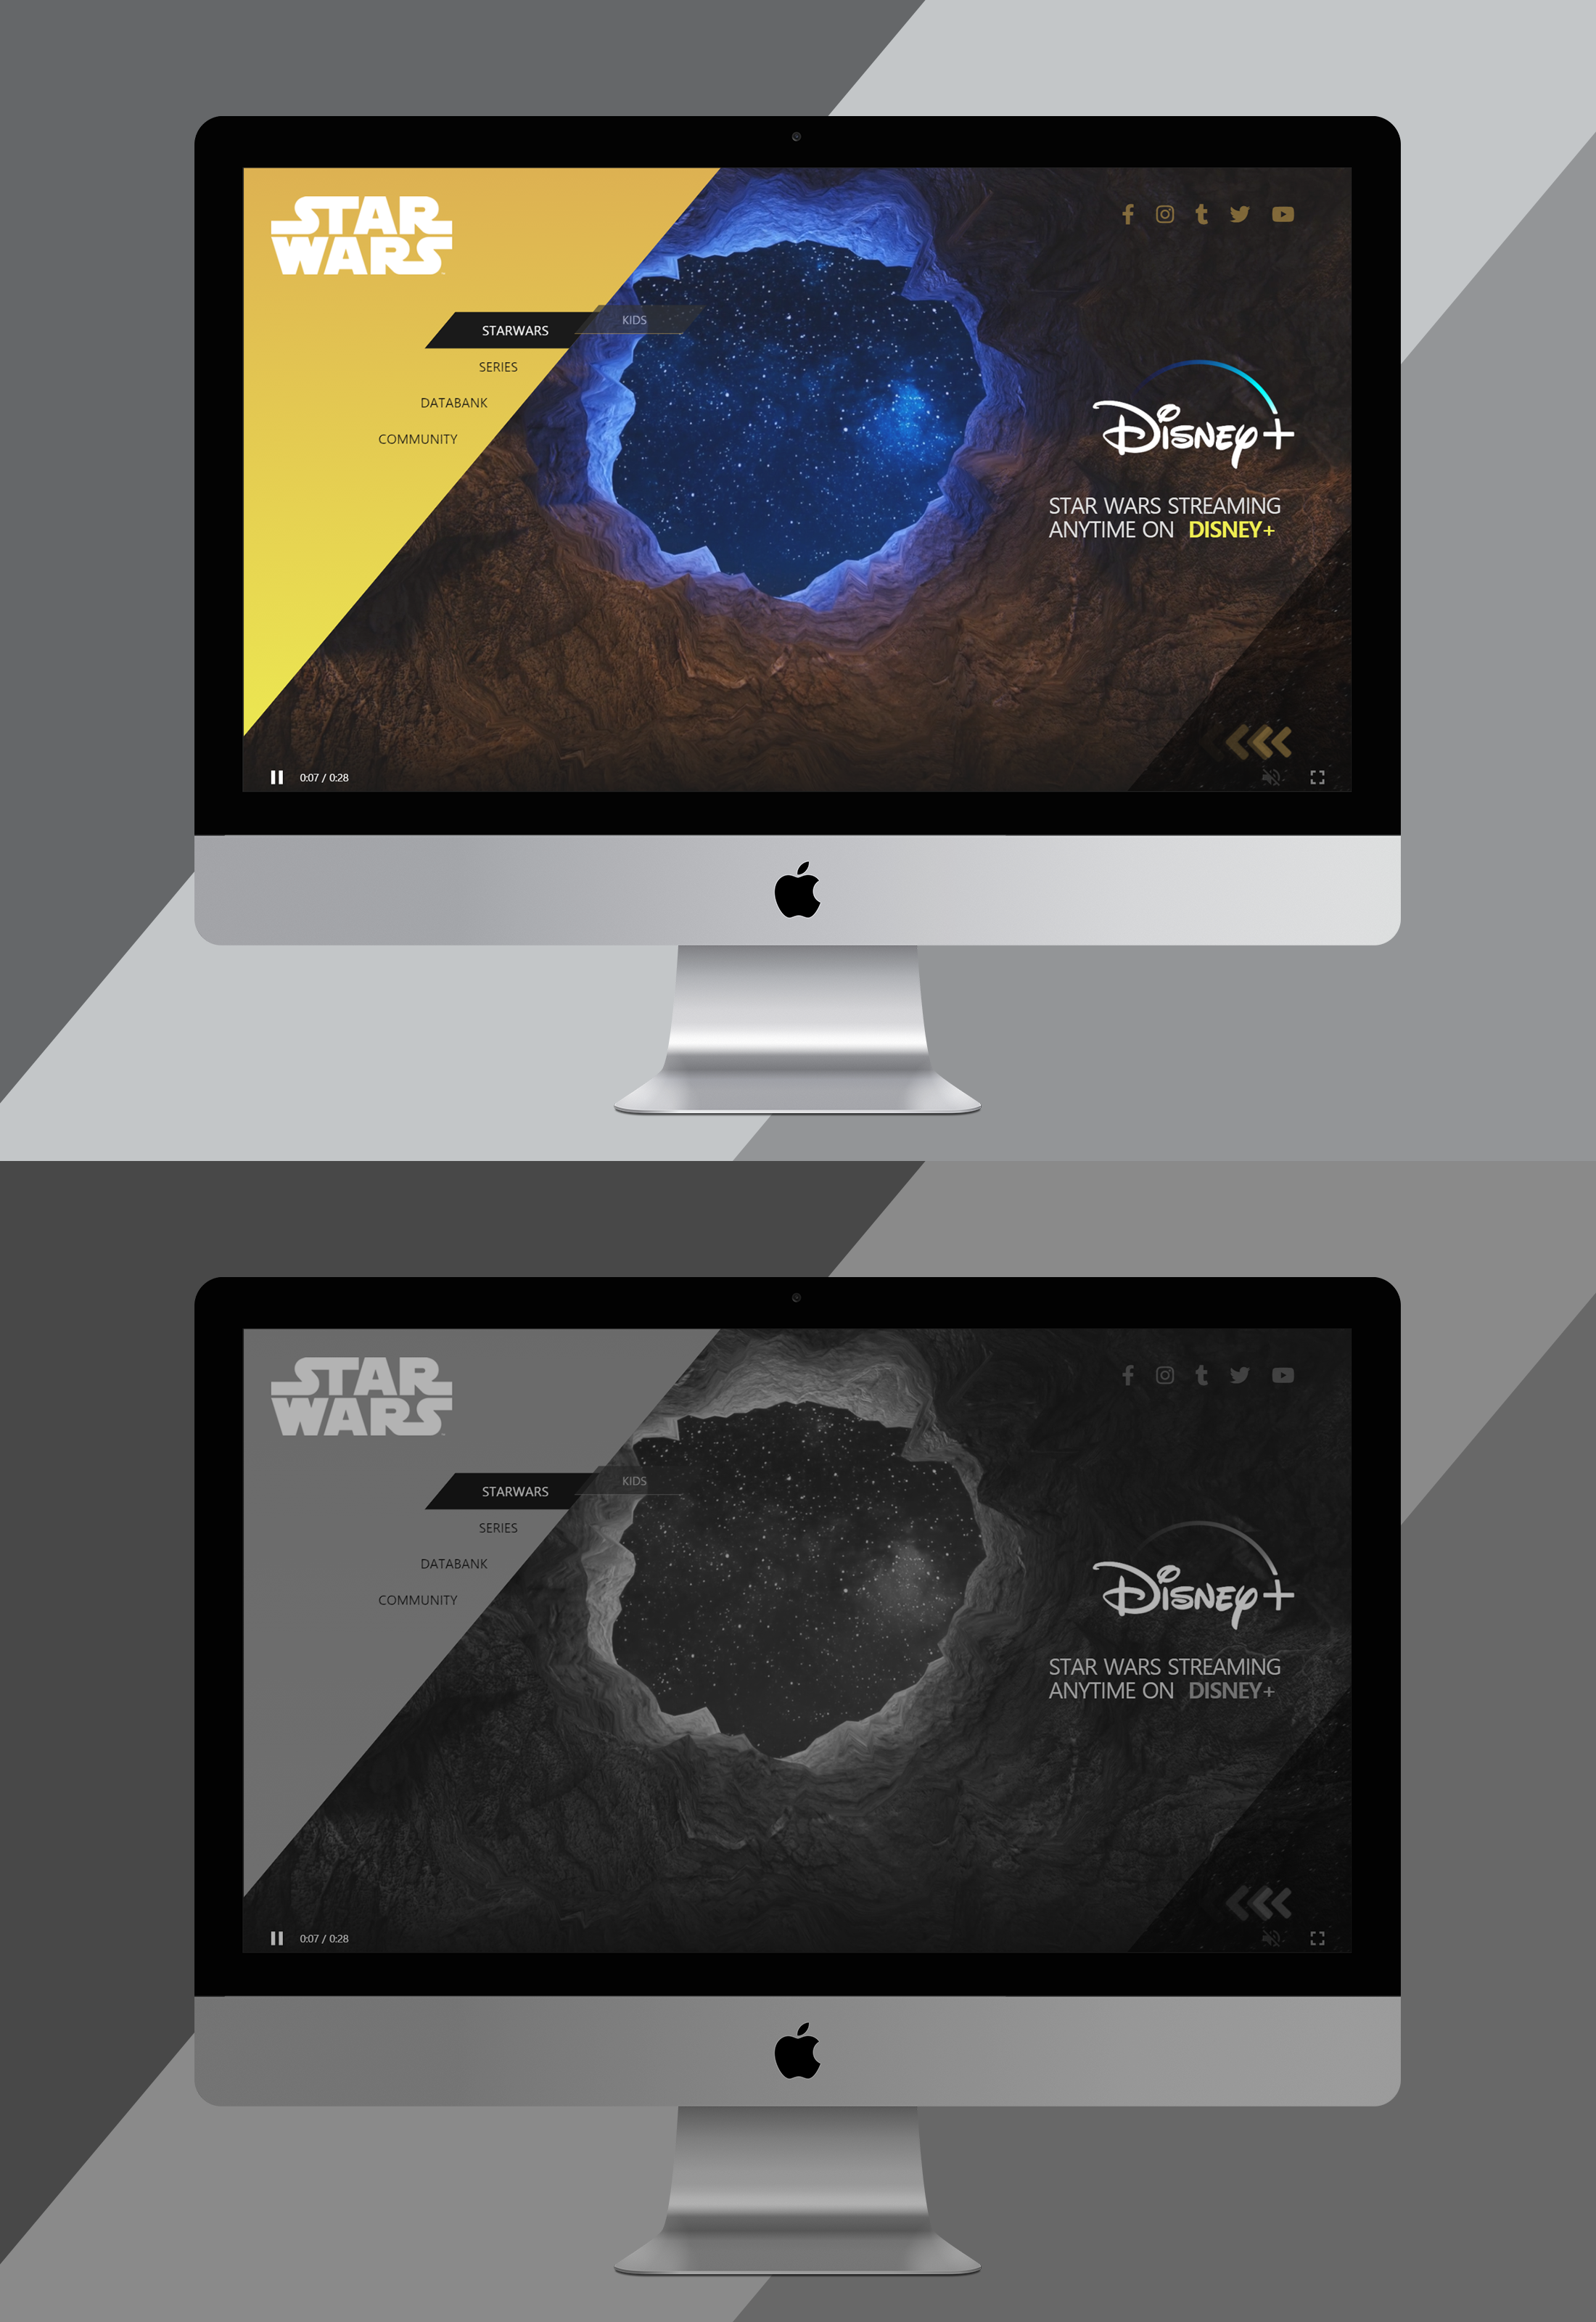 STAR
WARS
KIDS
STARWARS
SERIES
DATABANK
COMMUNITY
Disney+
STAR WARS STREAMING
ANYTIME ON DISNEY+
0:07 / 0:28
STAR
WARS
KIDS
STARWARS
SERIES
DATABANK
COMMUNITY
Disney+
STAR WARS STREAMING
ANYTIME ON DISNEY+
0:07 / 0:28